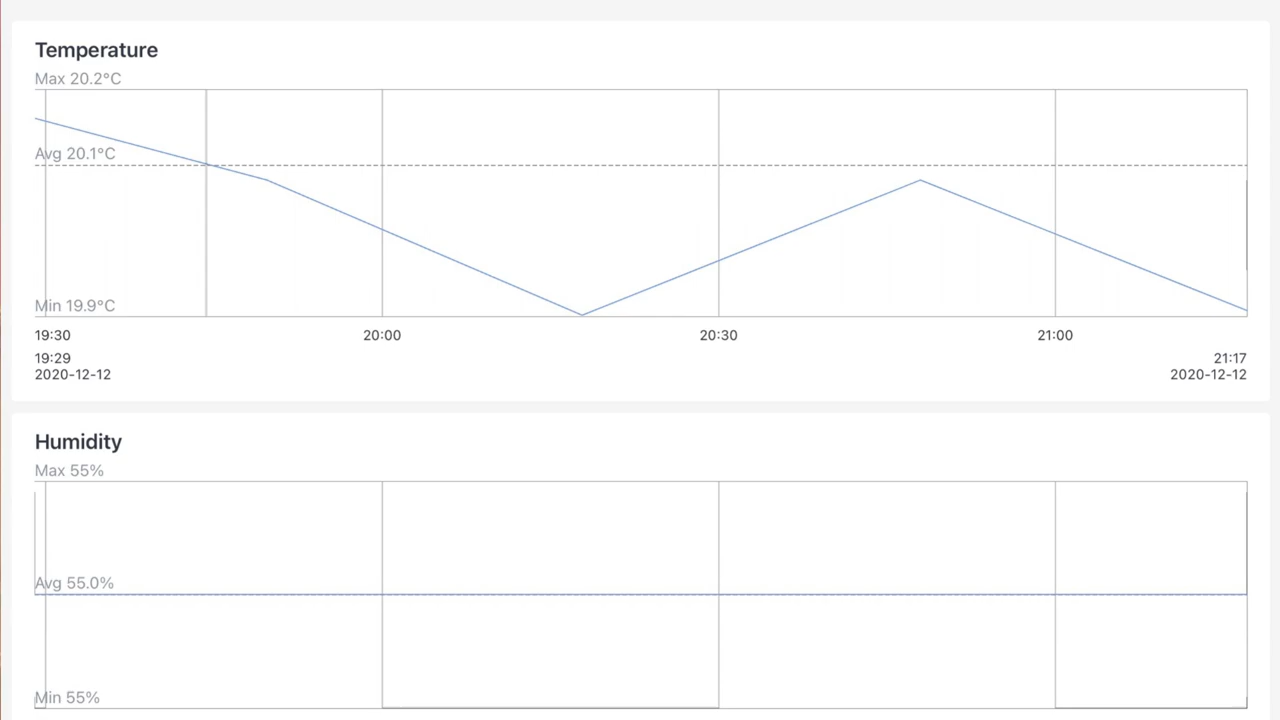 Temperature
Max 20.2°C
Avg 20.1°C
Min 19.9°C
19:30 20:00 20:30 21:00
19:29 21:17
2020-12-12 2020-12-12
Humidity
Max 55%
Avg 55.0%
Min 55%